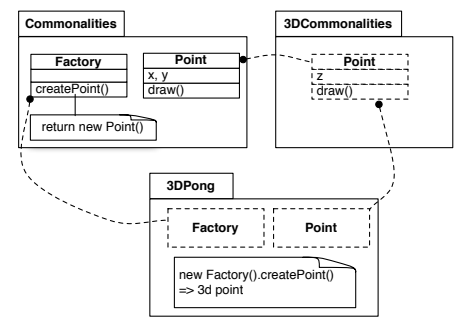 Commonalities
Factory
createPoint()
return new Point()
Point
x, y
draw()
3DCommonalities
Point
z
draw()
3DPong
Factory
Point
new Factory().createPoint()
=> 3d point